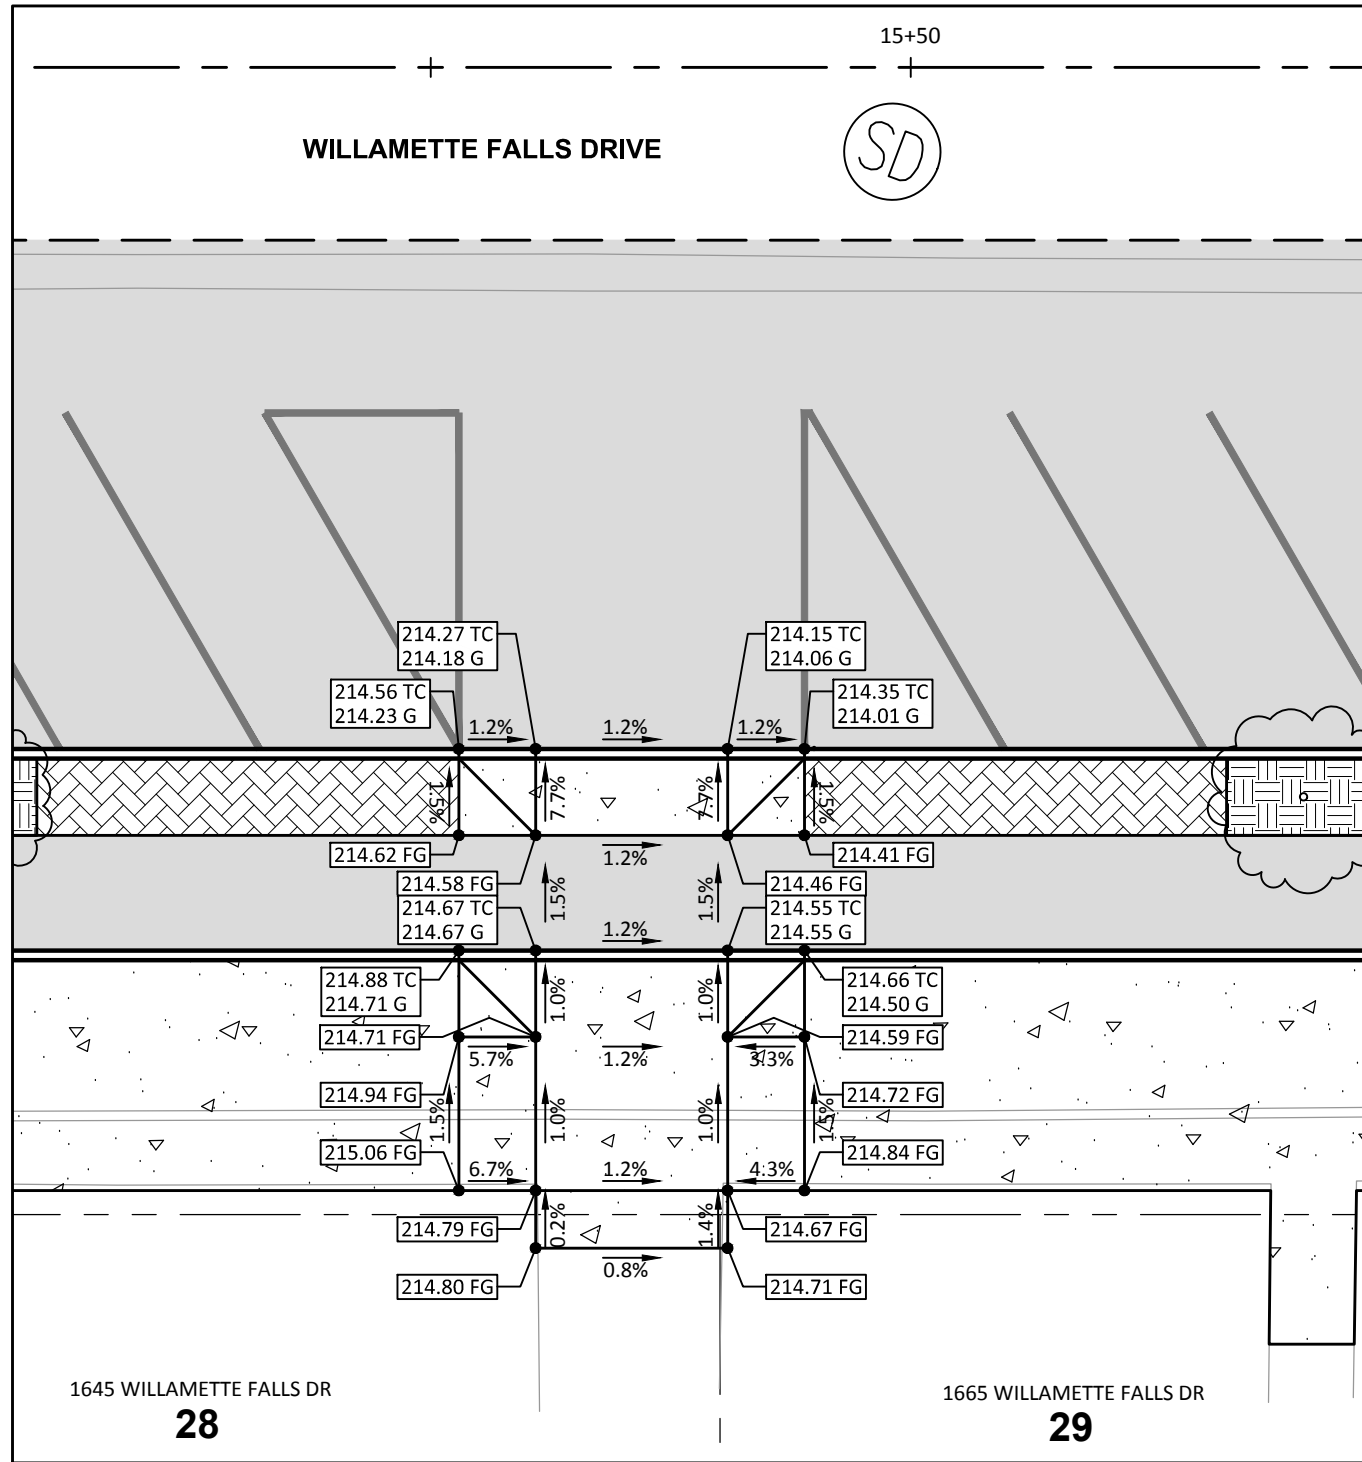 15+50
WILLAMETTE FALLS DRIVE
SD
214.27 TC
214.18 G
214.15 TC
214.06 G
214.56 TC
214.23 G
214.35 TC
214.01 G
1.2%
1.2%
1.2%
1.5%
7.7%
7.7%
1.5%
214.62 FG
1.2%
214.41 FG
214.58 FG
214.46 FG
1.5%
1.5%
214.67 TC
214.67 G
214.55 TC
214.55 G
1.2%
214.88 TC
214.71 G
214.66 TC
214.50 G
1.0%
1.0%
214.71 FG
214.59 FG
5.7%
1.2%
3.3%
214.94 FG
214.72 FG
1.5%
1.0%
1.0%
1.5%
215.06 FG
214.84 FG
6.7%
1.2%
4.3%
214.79 FG
0.2%
1.4%
214.67 FG
0.8%
214.80 FG
214.71 FG
1645 WILLAMETTE FALLS DR
28
1665 WILLAMETTE FALLS DR
29